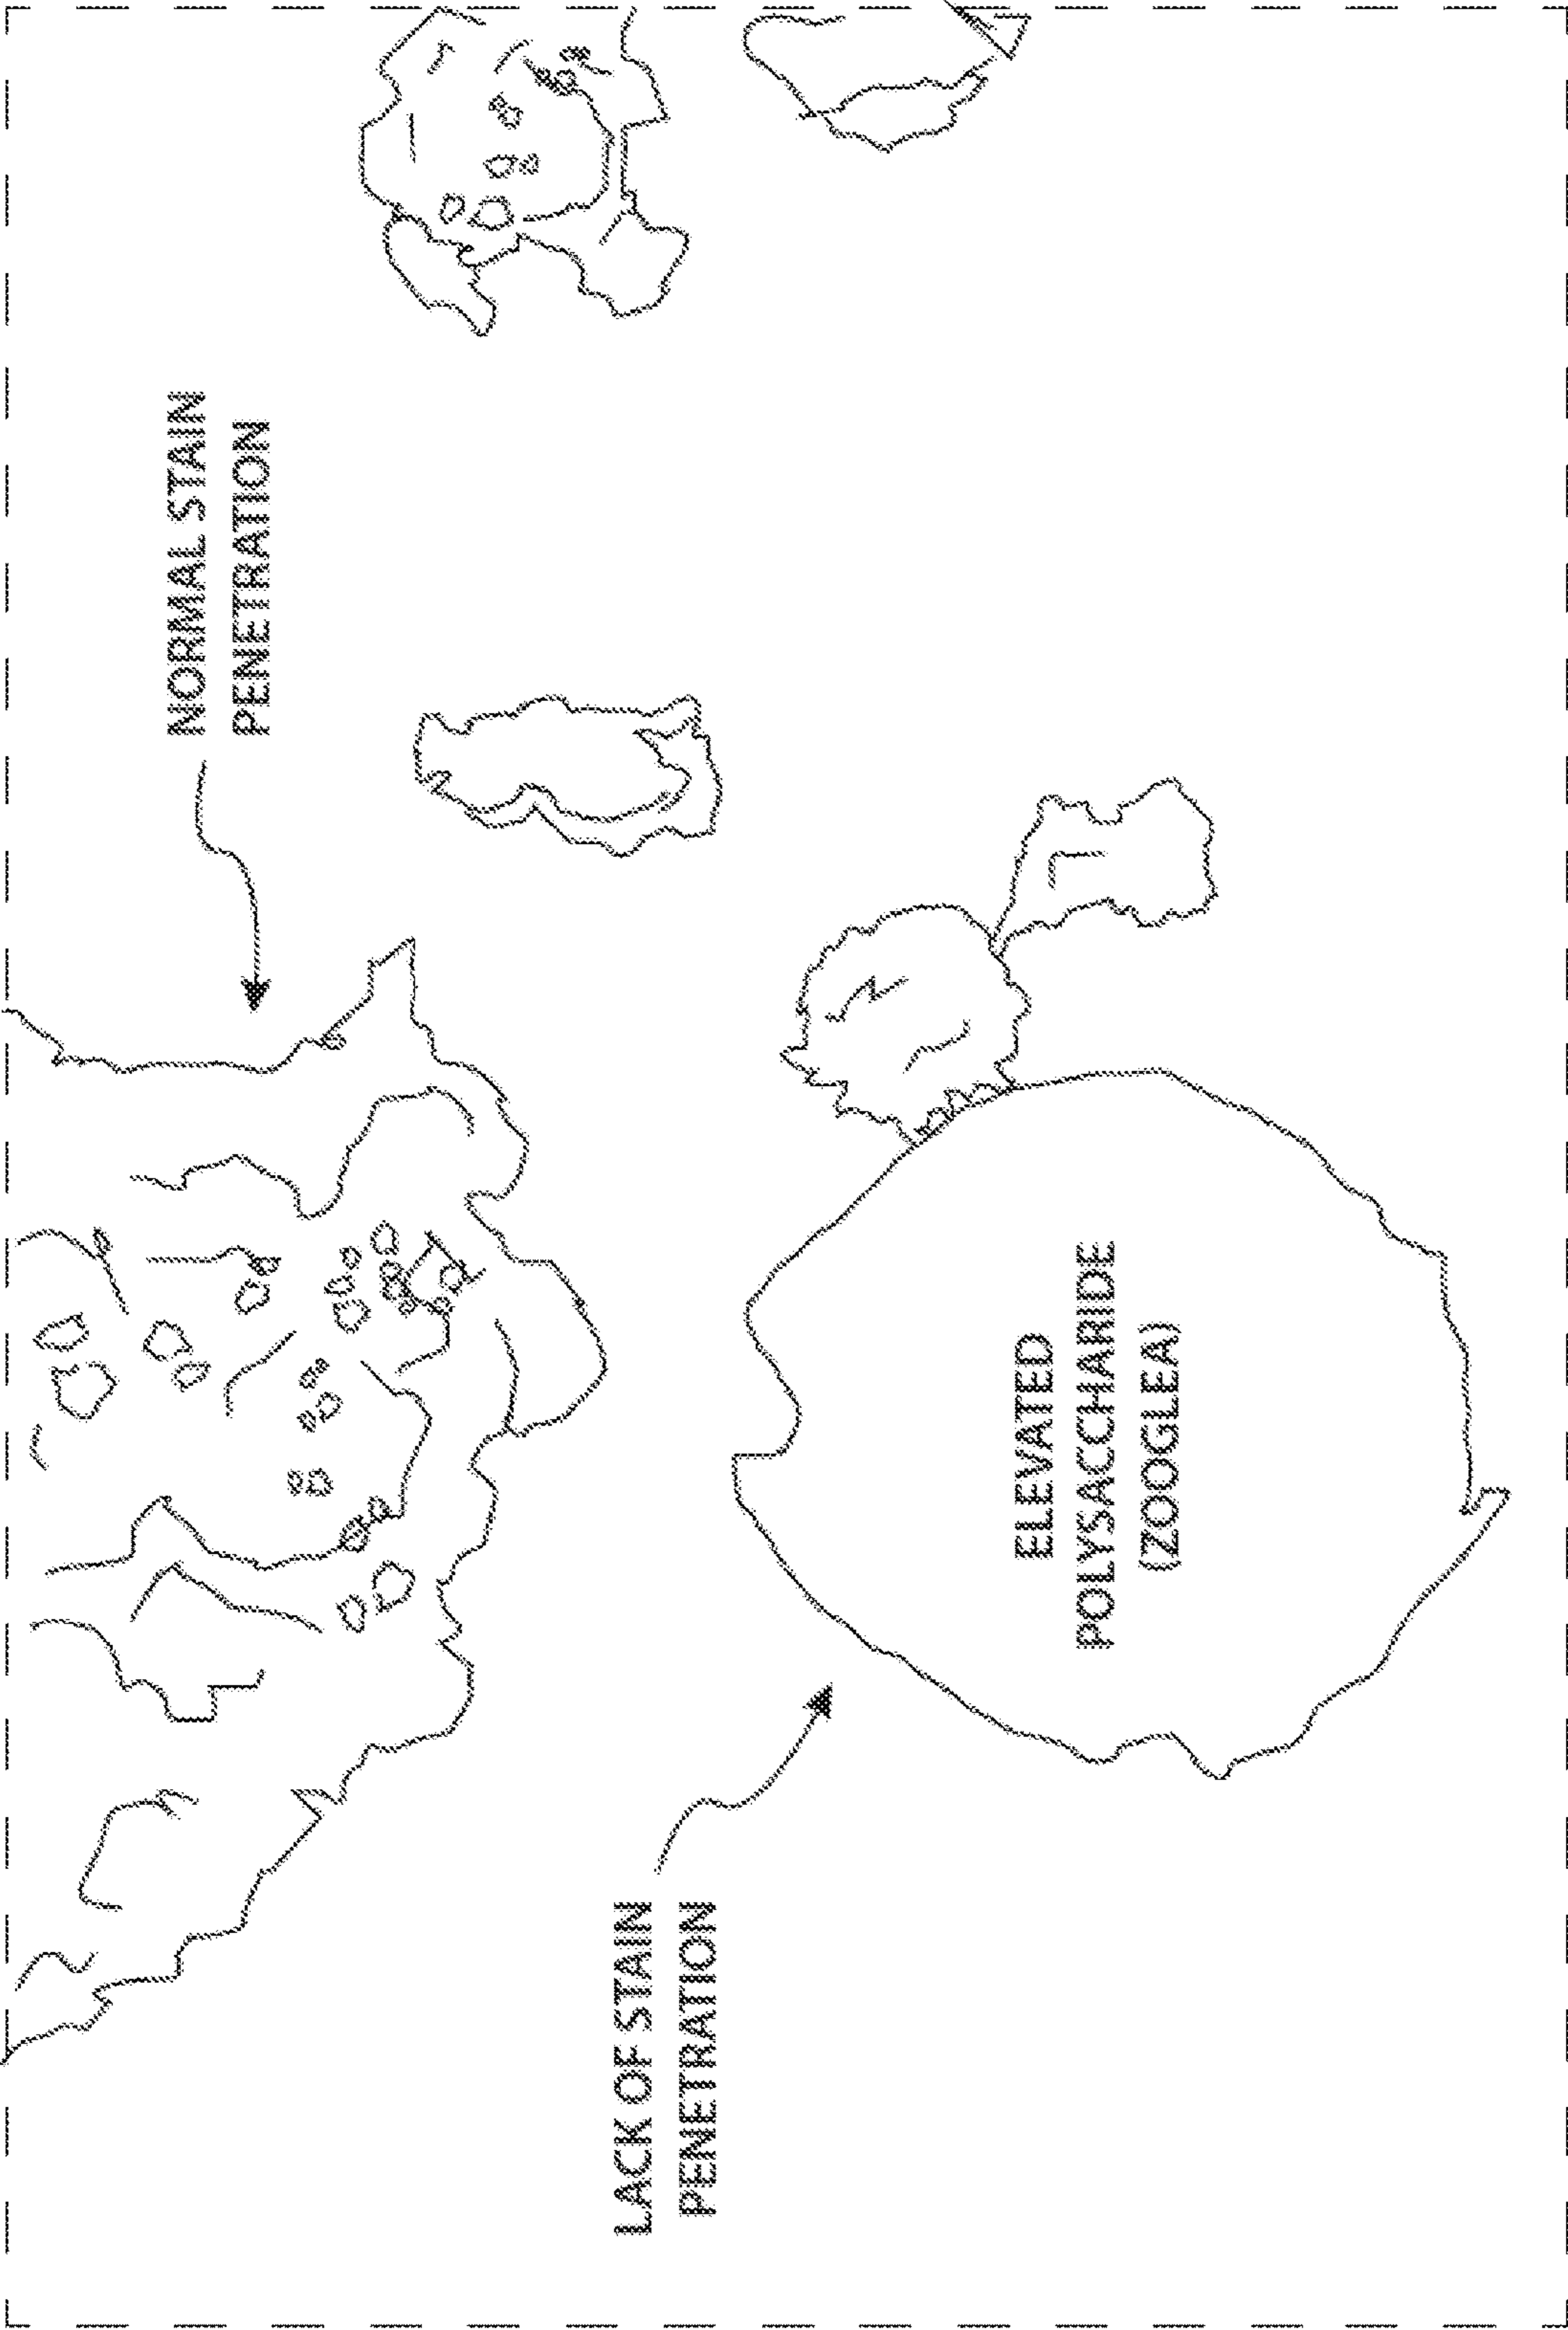 NORMAL STAIN
PENETRATION
LACK OF STAIN
PENETRATION
ELEVATED
POLYSACCHARIDE
(ZOOGLEA)